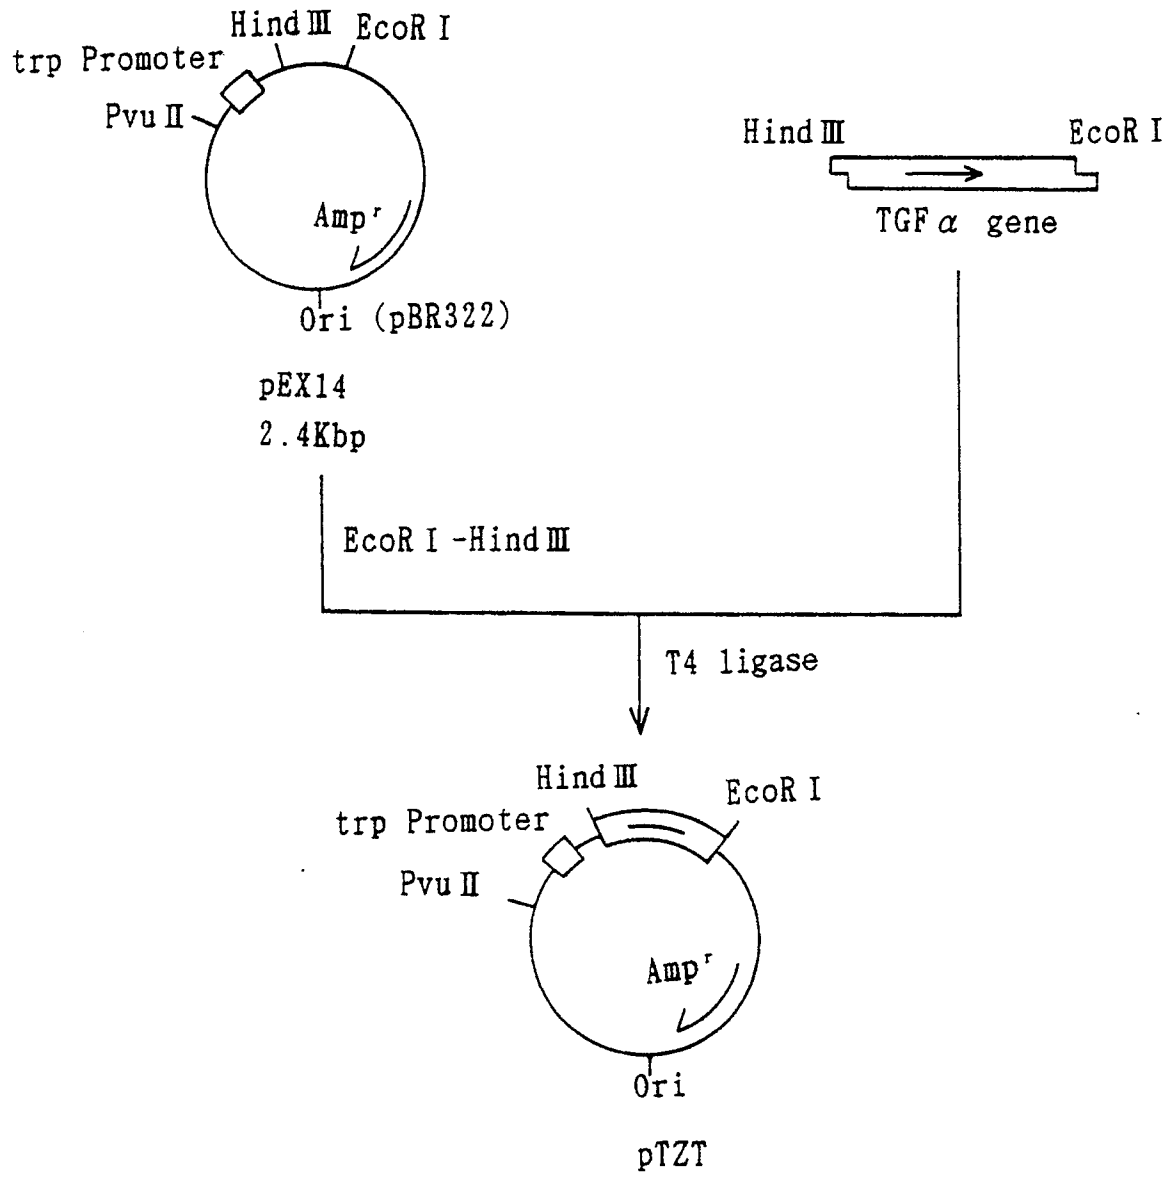 Hind Ⅲ EcoR Ⅰ
trp Promoter
Pvu Ⅱ
Amp r
Ori (pBR322)
pEX14
2.4Kbp
Hind Ⅲ EcoR Ⅰ
TGF α gene
EcoR Ⅰ -Hind Ⅲ
T4 ligase
Hind Ⅲ
EcoR Ⅰ
trp Promoter
Pvu Ⅱ
Amp r
Ori
pTZT